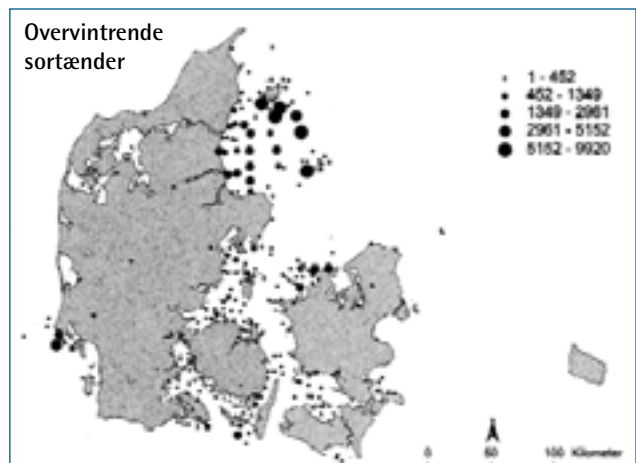 Overvintrende
sortænder
1 - 452
452 - 1349
1349 - 2961
2961 - 5152
5152 - 9920
0 50 100 Kilometer